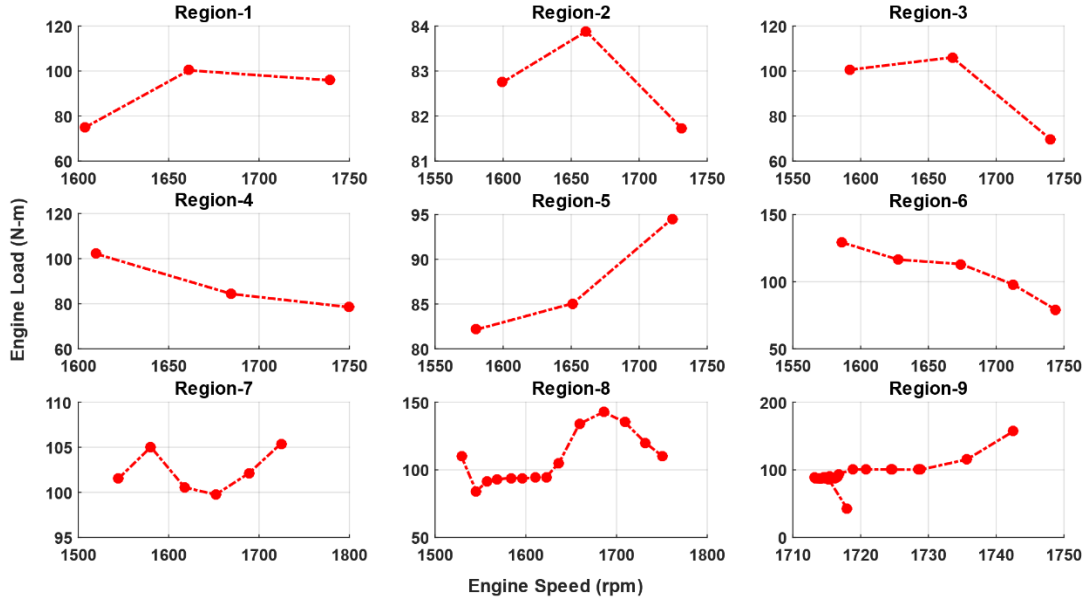 Region-1 Region-2 Region-3
120 84 120
100 83 100
80 82 80
60 81 60
1600 1650 1700 1750 1550 1600 1650 1700 1750 1550 1600 1650 1700 1750
Region-4 Region-5 Region-6
120 95 150
100 90 100
80 85
60 80 50
1600 1650 1700 1750 1550 1600 1650 1700 1750 1550 1600 1650 1700 1750
Region-7 Region-8 Region-9
110 150 200
105 100 100
100
95 50 0
1500 1600 1700 1800 1500 1600 1700 1800 1710 1720 1730 1740 1750
Engine Load (N-m)
Engine Speed (rpm)